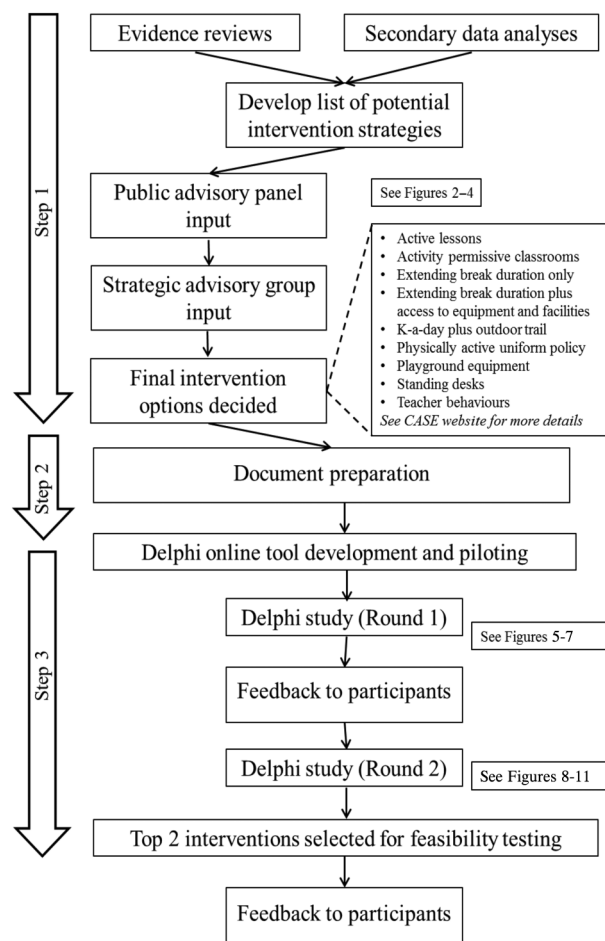 Evidence reviews
Secondary data analyses
Develop list of potential
intervention strategies
Step 1
Public advisory panel
input
See Figures 2–4
Strategic advisory group
input
• Active lessons
• Activity permissive classrooms
• Extending break duration only
• Extending break duration plus
access to equipment and facilities
• K-a-day plus outdoor trail
• Physically active uniform policy
• Playground equipment
• Standing desks
• Teacher behaviours
See CASE website for more details
Final intervention
options decided
Step 2
Document preparation
Delphi online tool development and piloting
Step 3
Delphi study (Round 1)
See Figures 5-7
Feedback to participants
Delphi study (Round 2)
See Figures 8-11
Top 2 interventions selected for feasibility testing
Feedback to participants